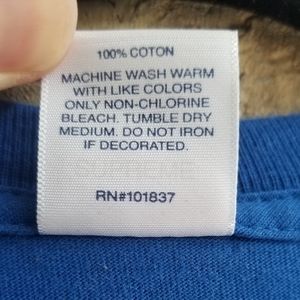 100% COTON
MACHINE WASH WARM
WITH LIKE COLORS
ONLY NON-CHLORINE
BLEACH. TUMBLE DRY
MEDIUM. DO NOT IRON
IF DECORATED.
RN#101837